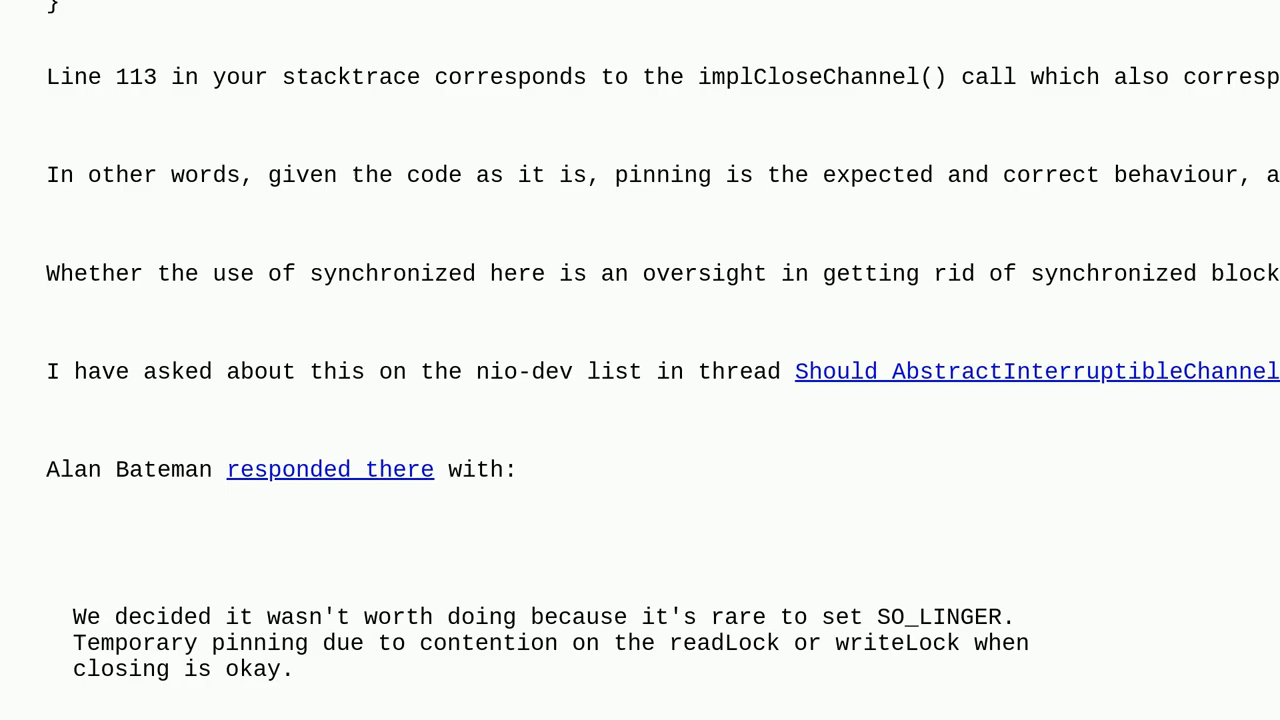 }
Line 113 in your stacktrace corresponds to the implCloseChannel() call which also corresp
In other words, given the code as it is, pinning is the expected and correct behaviour, a
Whether the use of synchronized here is an oversight in getting rid of synchronized block
I have asked about this on the nio-dev list in thread Should AbstractInterruptibleChannel
Alan Bateman responded there with:
We decided it wasn't worth doing because it's rare to set SO_LINGER.
Temporary pinning due to contention on the readLock or writeLock when
closing is okay.